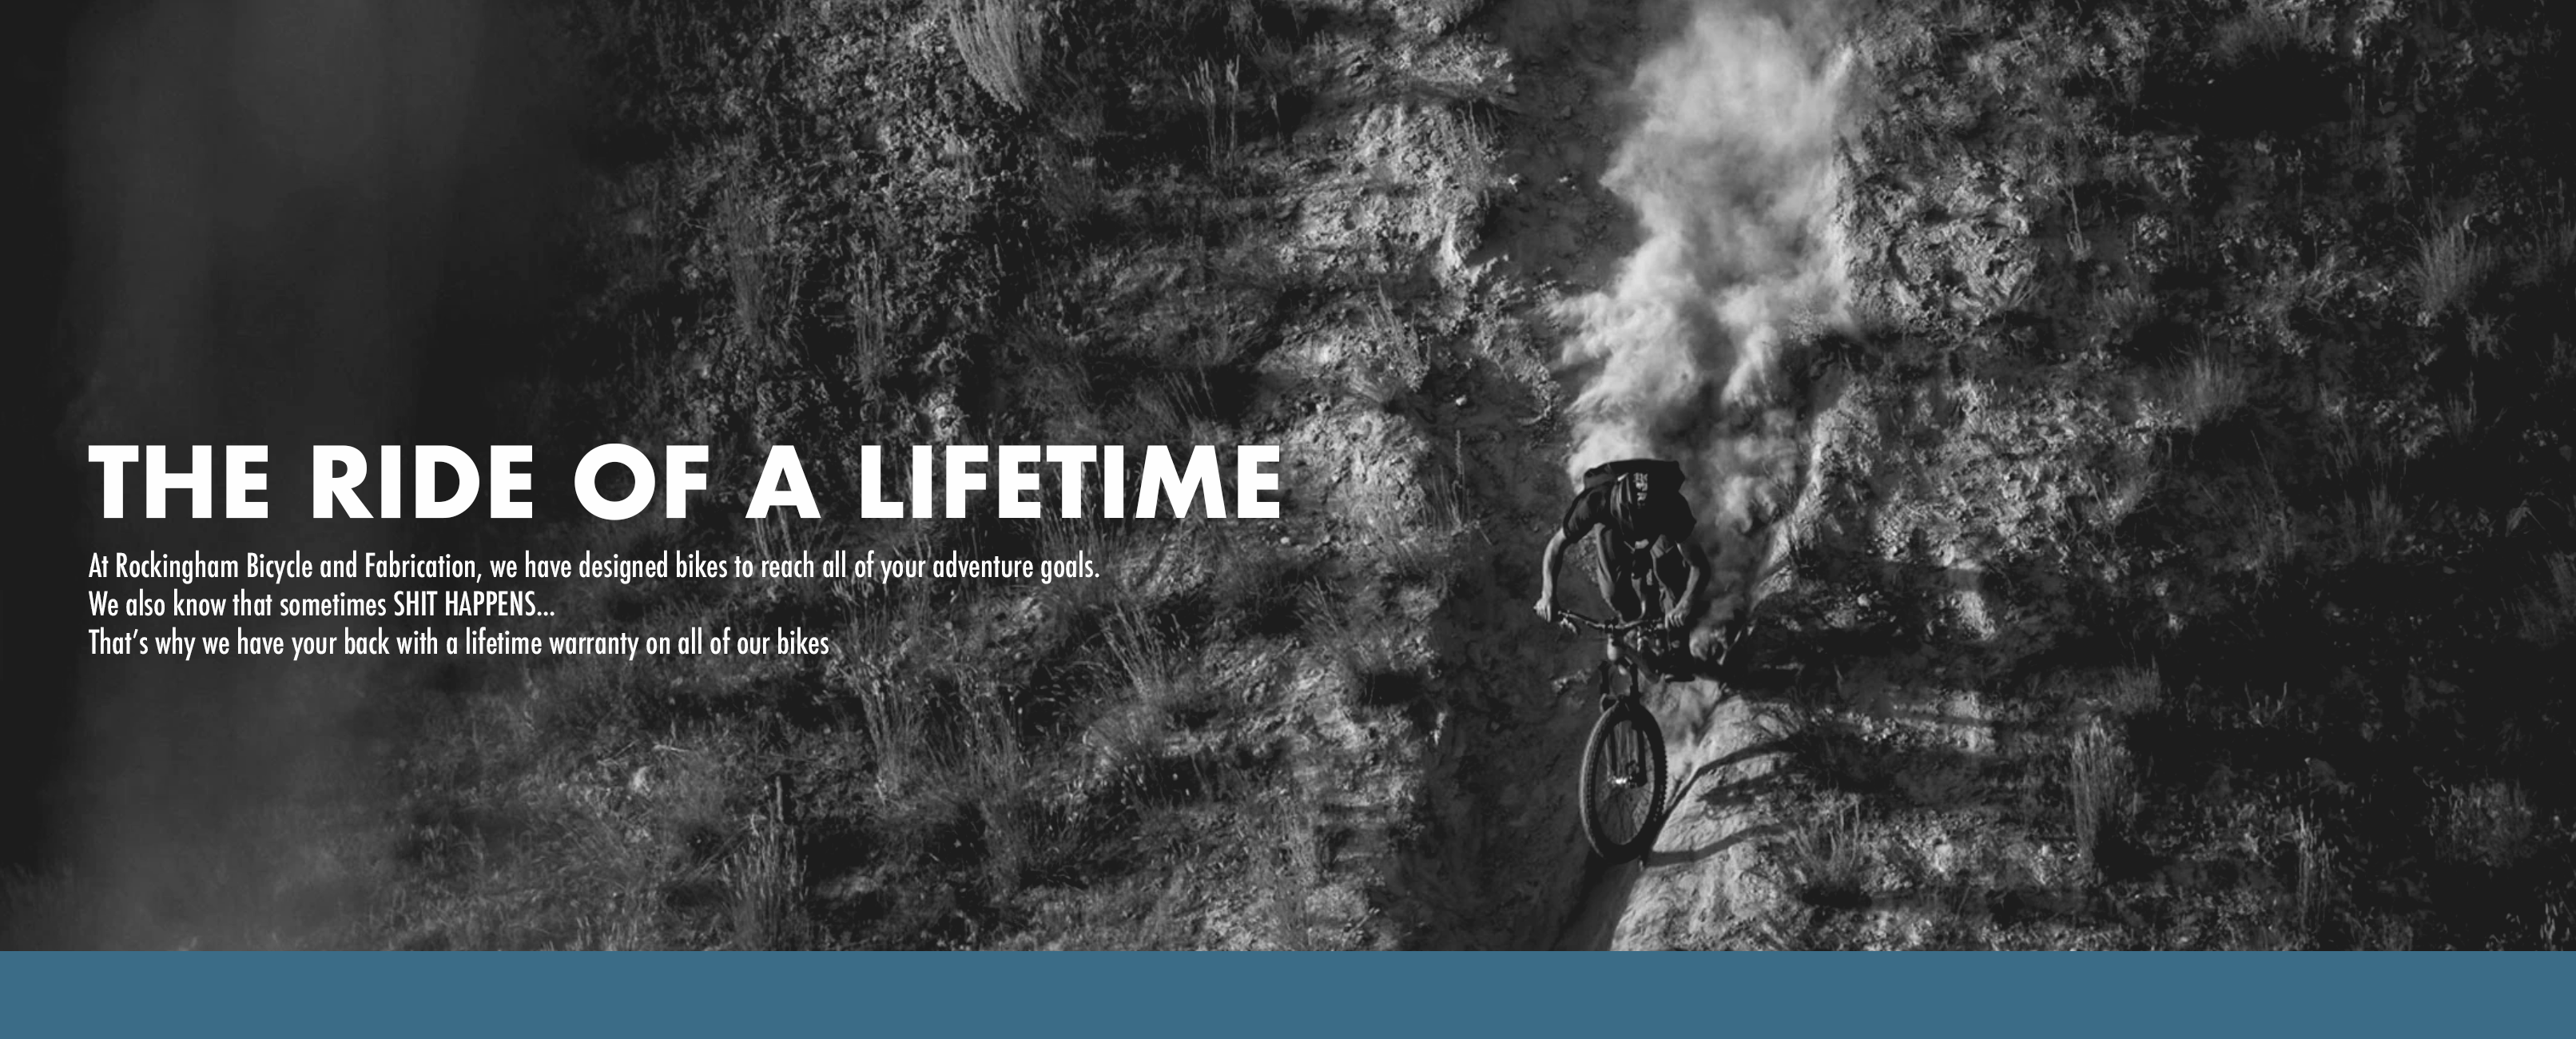 THE RIDE OF A LIFETIME
At Rockingham Bicycle and Fabrication, we have designed bikes to reach all of your adventure goals.
We also know that sometimes SHIT HAPPENS...
That’s why we have your back with a lifetime warranty on all of our bikes